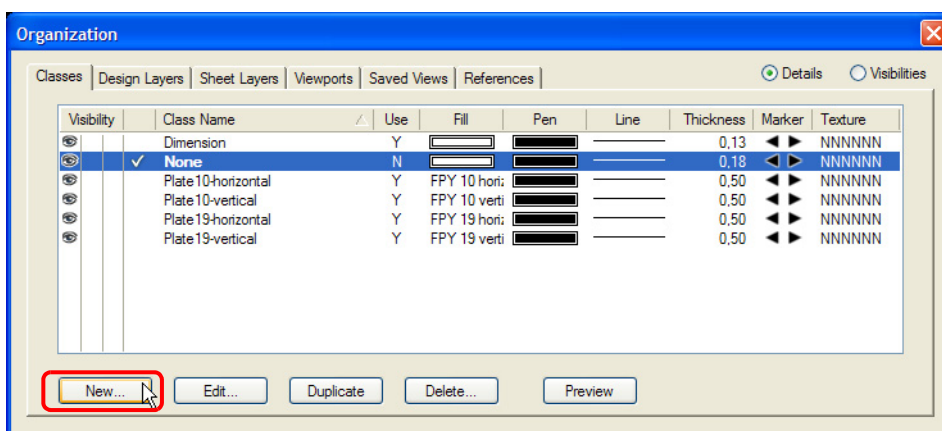 Organization
Classes Design Layers Sheet Layers Viewports Saved Views References Details Visibilities
Visibility Class Name Use Fill Pen Line Thickness Marker Texture
Dimension Y 0,13 NNNNNN
None N 0,18 NNNNNN
Plate10-horizontal Y FPY 10 horiz 0,50 NNNNNN
Plate10-vertical Y FPY 10 verti 0,50 NNNNNN
Plate19-horizontal Y FPY 19 horiz 0,50 NNNNNN
Plate19-vertical Y FPY 19 verti 0,50 NNNNNN
New... Edit... Duplicate Delete... Preview